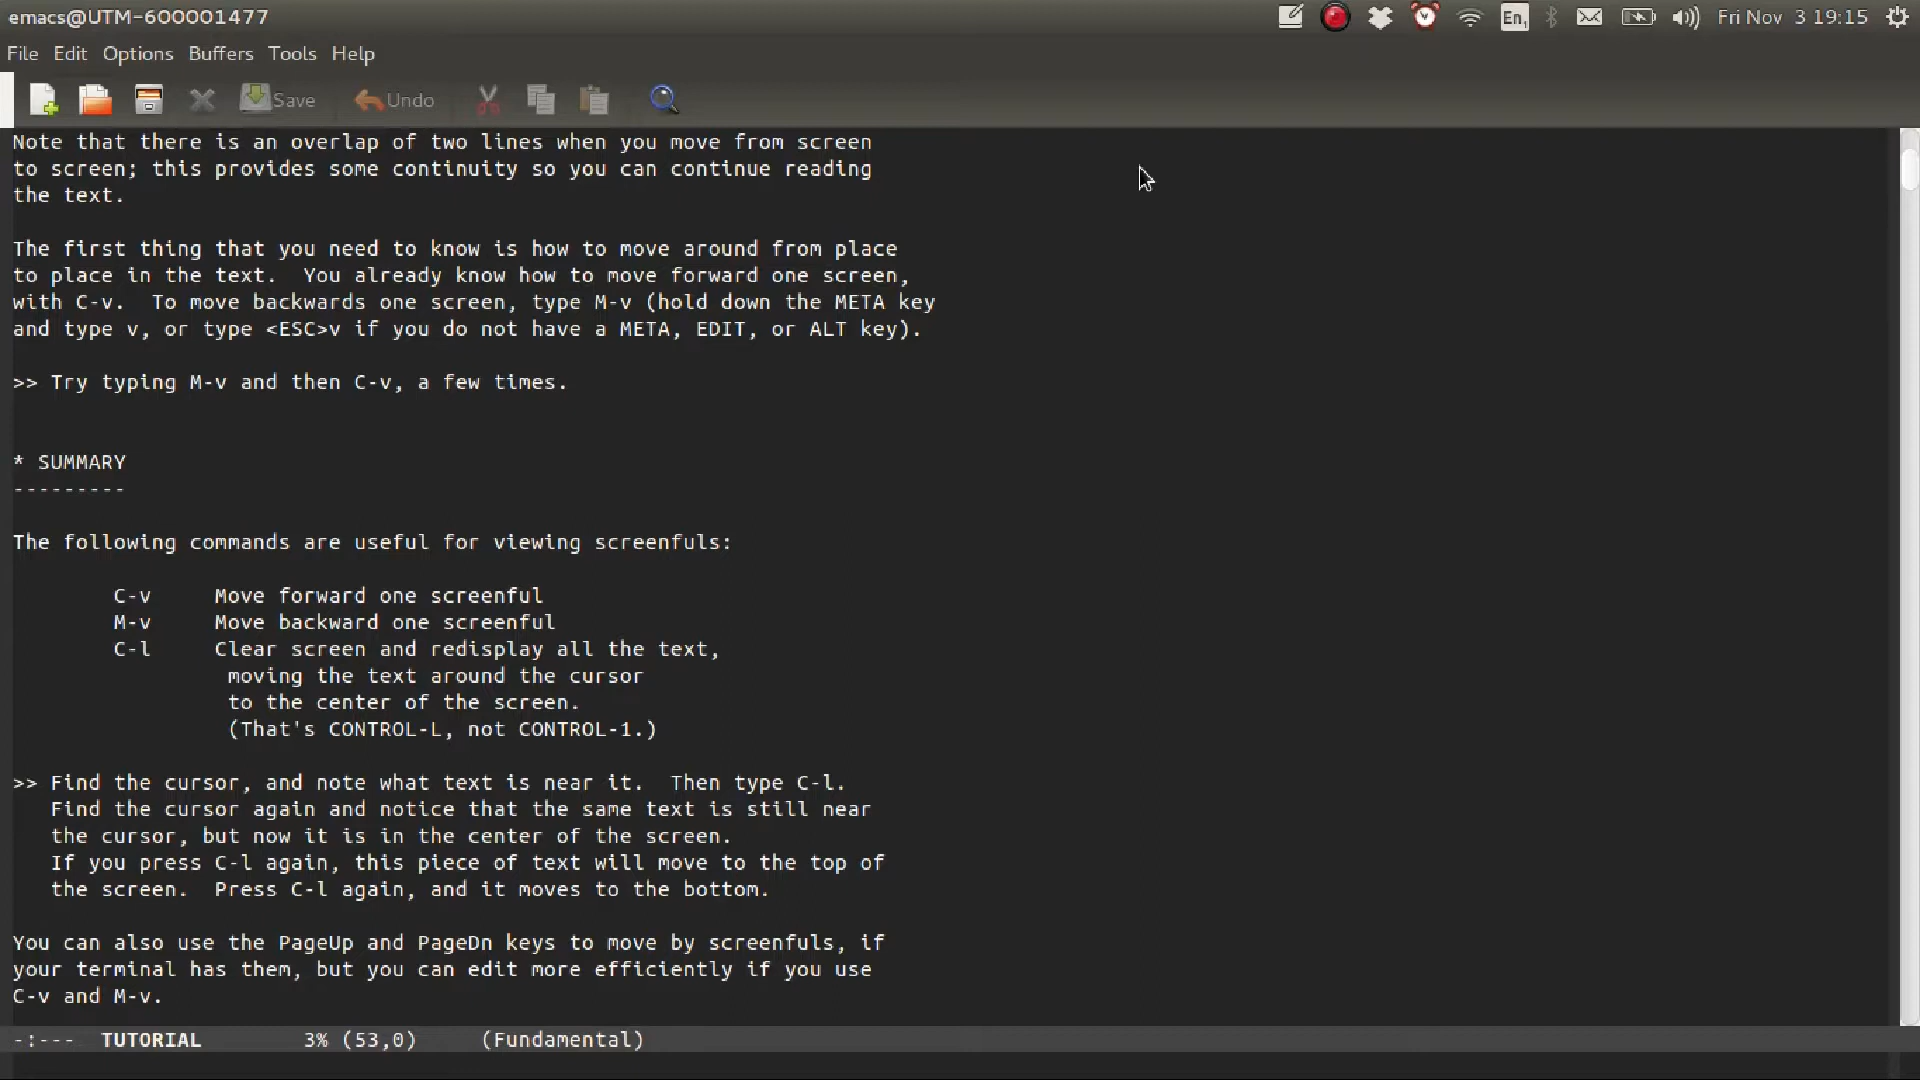 emacs@UTM-600001477
En1
Fri Nov 3 19:15
File Edit Options Buffers Tools Help
Save Undo
Note that there is an overlap of two lines when you move from screen
to screen; this provides some continuity so you can continue reading
the text.
The first thing that you need to know is how to move around from place
to place in the text.  You already know how to move forward one screen,
with C-v.  To move backwards one screen, type M-v (hold down the META key
and type v, or type <ESC>v if you do not have a META, EDIT, or ALT key).
>> Try typing M-v and then C-v, a few times.
* SUMMARY
---------
The following commands are useful for viewing screenfuls:
C-v     Move forward one screenful
M-v     Move backward one screenful
C-l     Clear screen and redisplay all the text,
moving the text around the cursor
to the center of the screen.
(That's CONTROL-L, not CONTROL-1.)
>> Find the cursor, and note what text is near it.  Then type C-l.
Find the cursor again and notice that the same text is still near
the cursor, but now it is in the center of the screen.
If you press C-l again, this piece of text will move to the top of
the screen.  Press C-l again, and it moves to the bottom.
You can also use the PageUp and PageDn keys to move by screenfuls, if
your terminal has them, but you can edit more efficiently if you use
C-v and M-v.
-:---  TUTORIAL        3% (53,0)     (Fundamental)